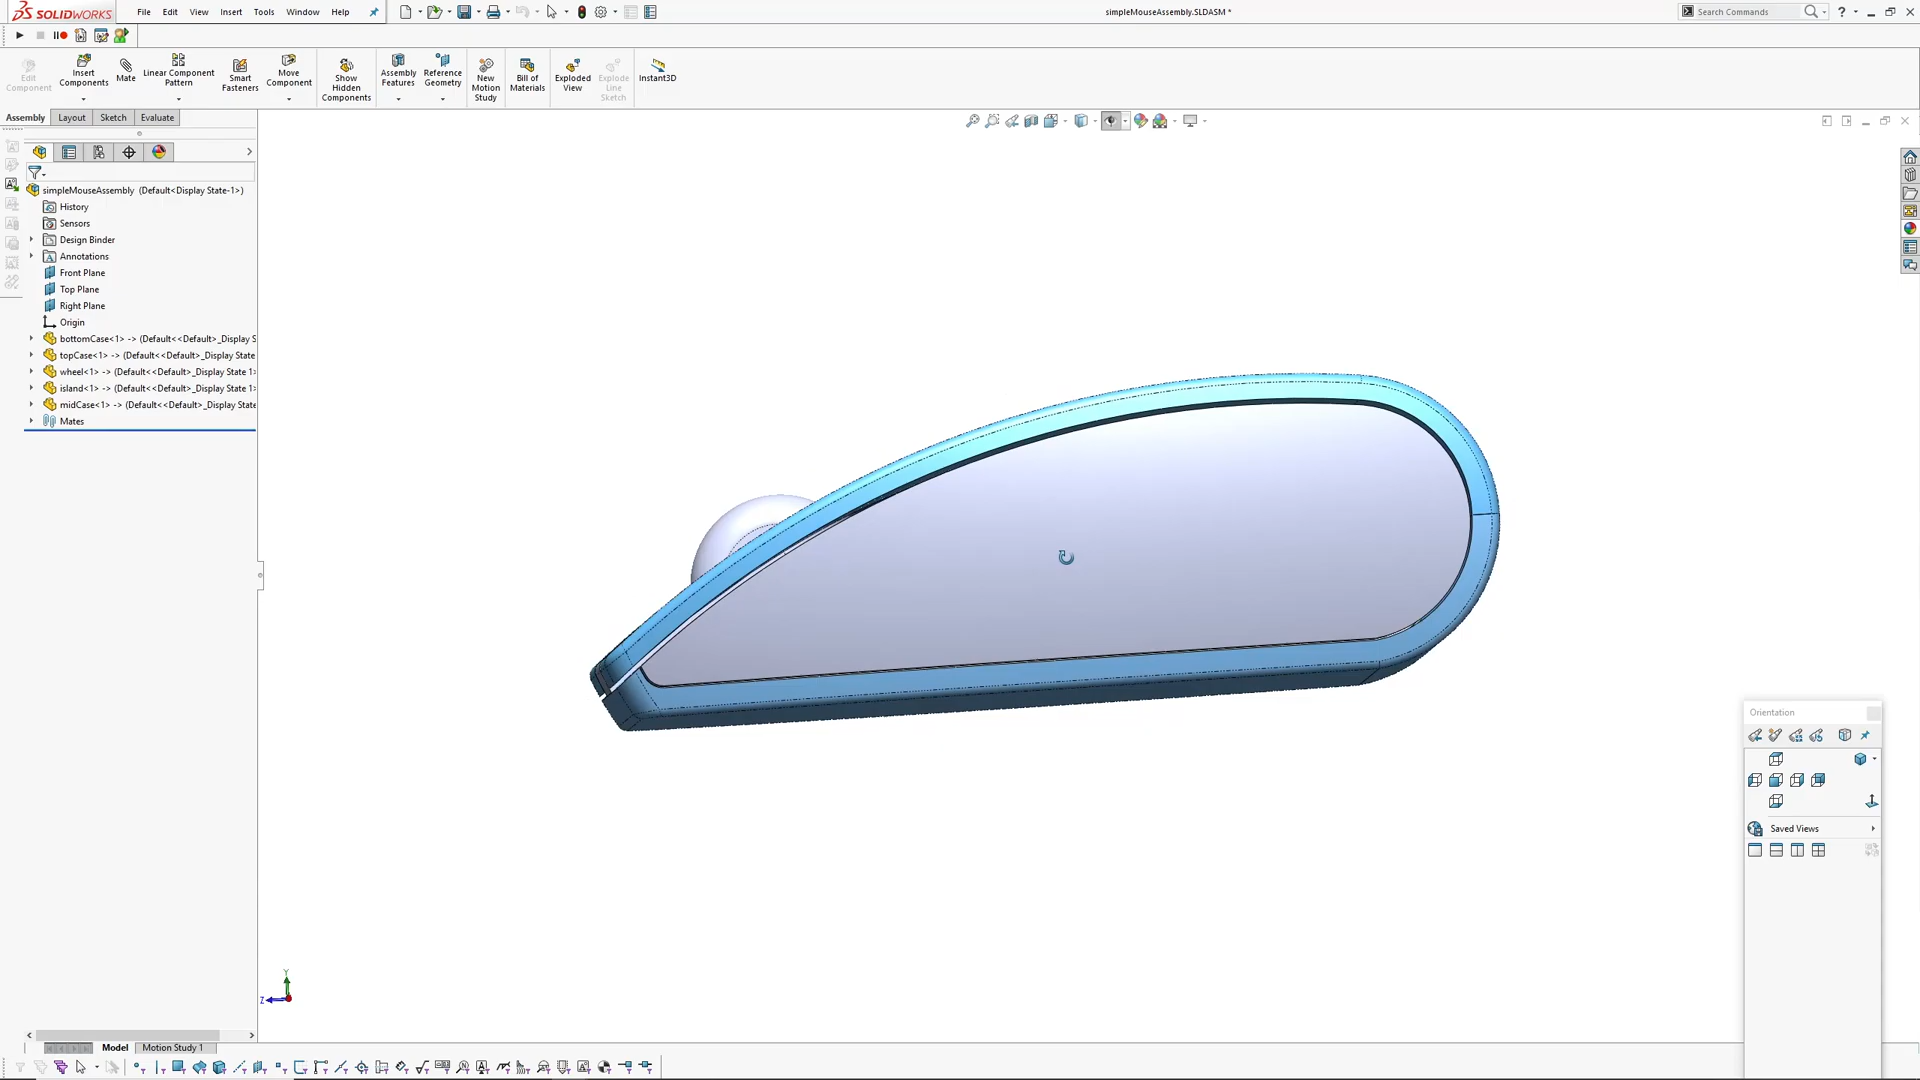 SOLIDWORKS
File Edit View Insert Tools Window Help
simpleMouseAssembly.SLDASM *
Search Commands
Edit Component
Insert Components
Mate
Linear Component Pattern
Smart Fasteners
Move Component
Show Hidden Components
Assembly Features
Reference Geometry
New Motion Study
Bill of Materials
Exploded View
Explode Line Sketch
Instant3D
Assembly Layout Sketch Evaluate
simpleMouseAssembly (Default<Display State-1>)
History
Sensors
Design Binder
Annotations
Front Plane
Top Plane
Right Plane
Origin
bottomCase<1> -> (Default<<Default>_Display S
topCase<1> -> (Default<<Default>_Display State
wheel<1> -> (Default<<Default>_Display State 1>
island<1> -> (Default<<Default>_Display State 1>
midCase<1> -> (Default<<Default>_Display State
Mates
Orientation
Saved Views
Y
Z
Model Motion Study 1